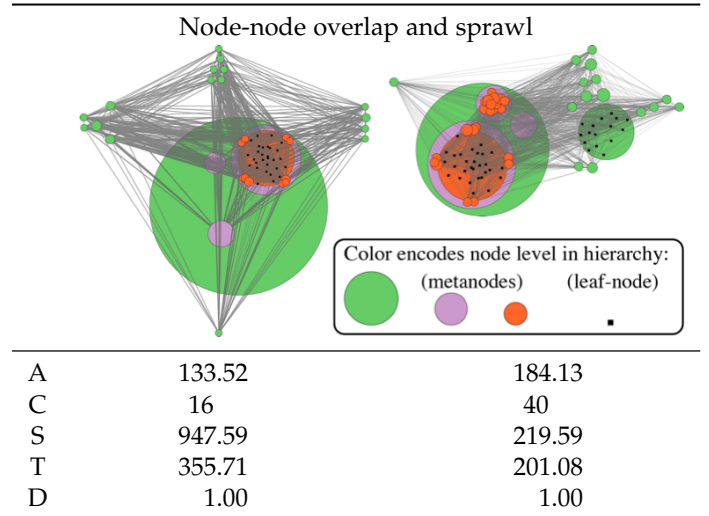 Node-node overlap and sprawl
Color encodes node level in hierarchy:
(metanodes) (leaf-node)
A 133.52 184.13
C 16 40
S 947.59 219.59
T 355.71 201.08
D 1.00 1.00